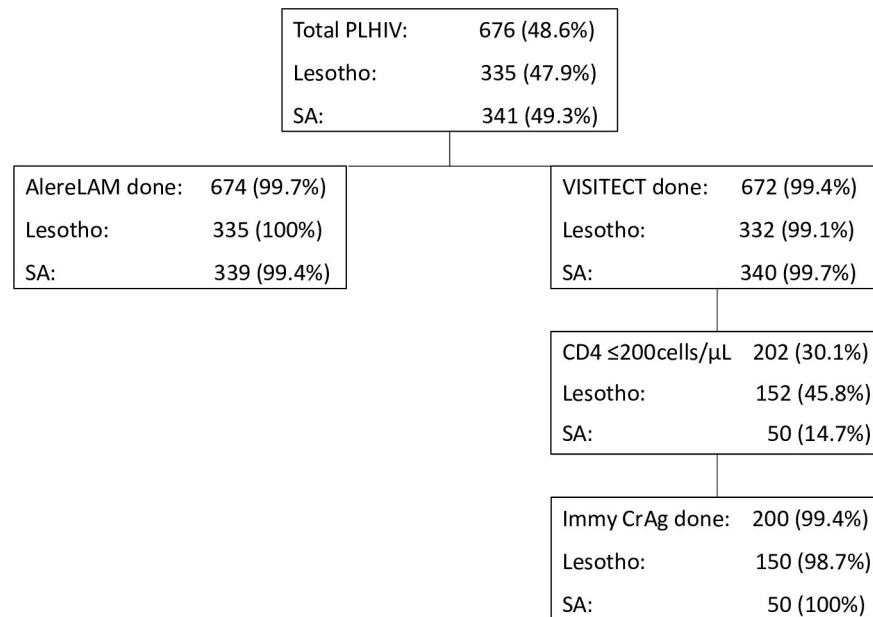 Total PLHIV: 676 (48.6%)
Lesotho: 335 (47.9%)
SA: 341 (49.3%)
AlereLAM done: 674 (99.7%)
Lesotho: 335 (100%)
SA: 339 (99.4%)
VISITECT done: 672 (99.4%)
Lesotho: 332 (99.1%)
SA: 340 (99.7%)
CD4 ≤200cells/µL 202 (30.1%)
Lesotho: 152 (45.8%)
SA: 50 (14.7%)
Immy CrAg done: 200 (99.4%)
Lesotho: 150 (98.7%)
SA: 50 (100%)